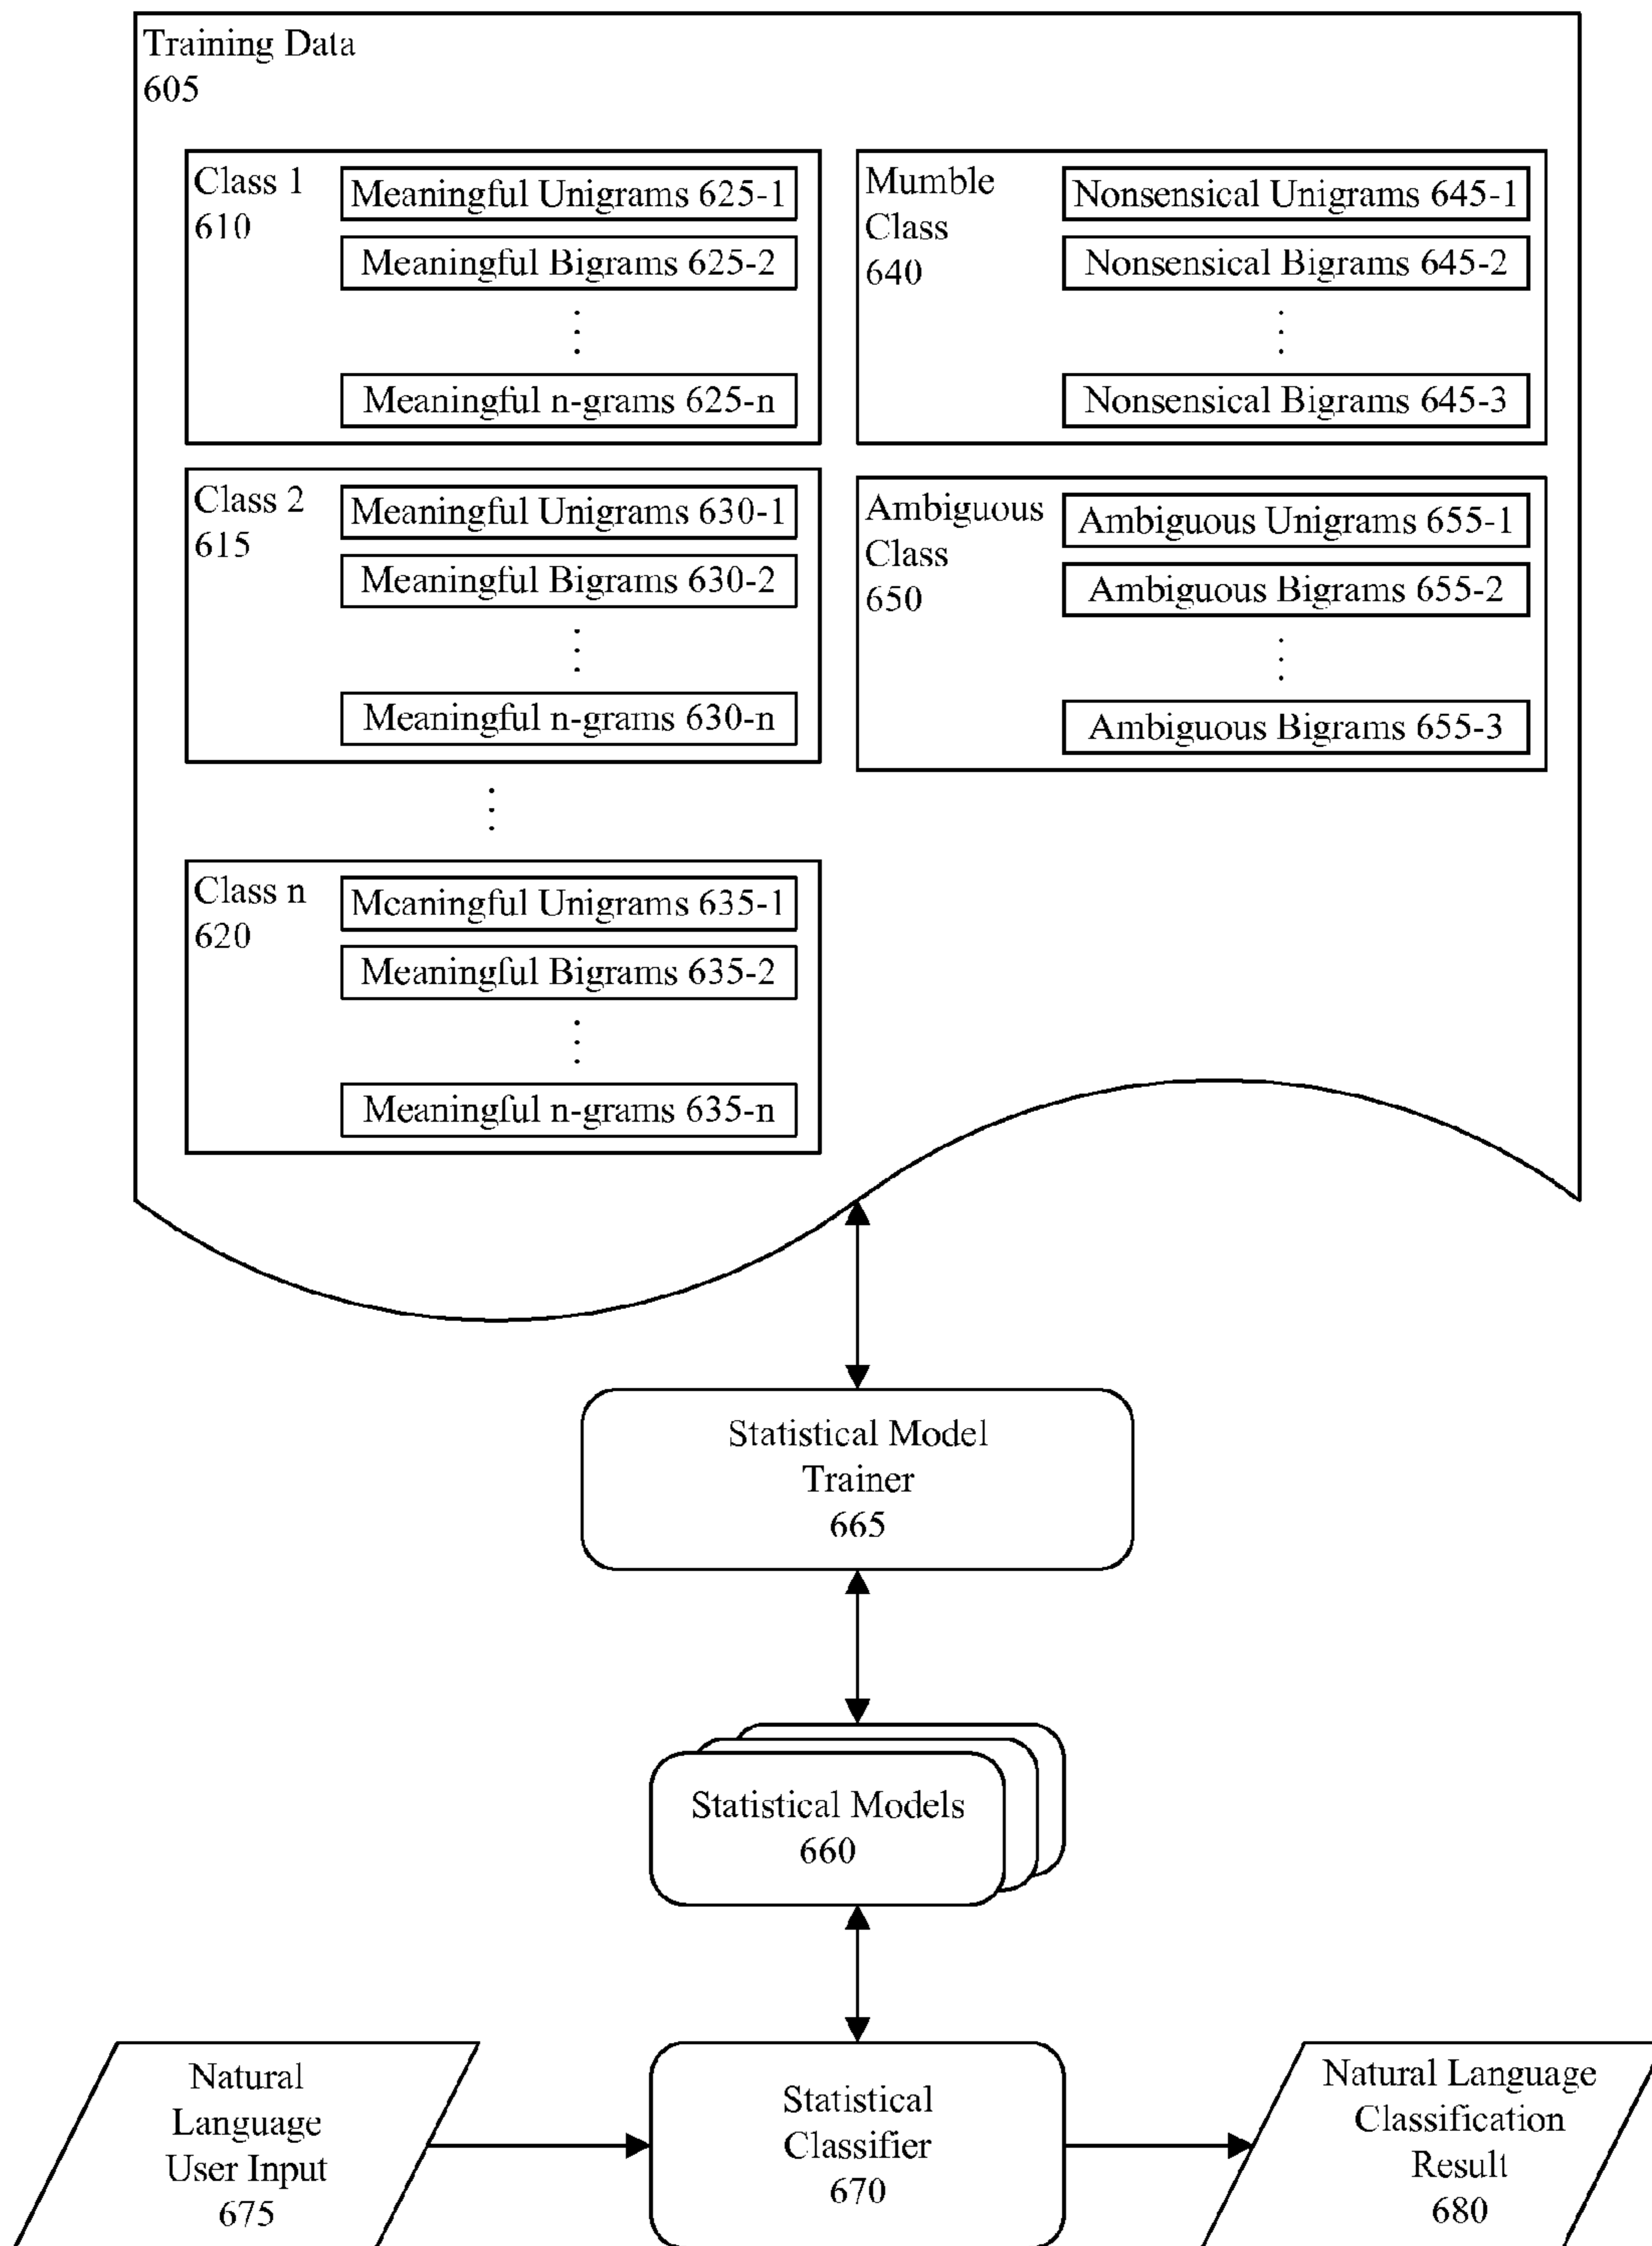 Training Data
605
Class 1
610
Meaningful Unigrams 625-1
Meaningful Bigrams 625-2
Meaningful n-grams 625-n
Mumble
Class
640
Nonsensical Unigrams 645-1
Nonsensical Bigrams 645-2
Nonsensical Bigrams 645-3
Class 2
615
Meaningful Unigrams 630-1
Meaningful Bigrams 630-2
Meaningful n-grams 630-n
Ambiguous
Class
650
Ambiguous Unigrams 655-1
Ambiguous Bigrams 655-2
Ambiguous Bigrams 655-3
Class n
620
Meaningful Unigrams 635-1
Meaningful Bigrams 635-2
Meaningful n-grams 635-n
Statistical Model
Trainer
665
Statistical Models
660
Natural
Language
User Input
675
Statistical
Classifier
670
Natural Language
Classification
Result
680